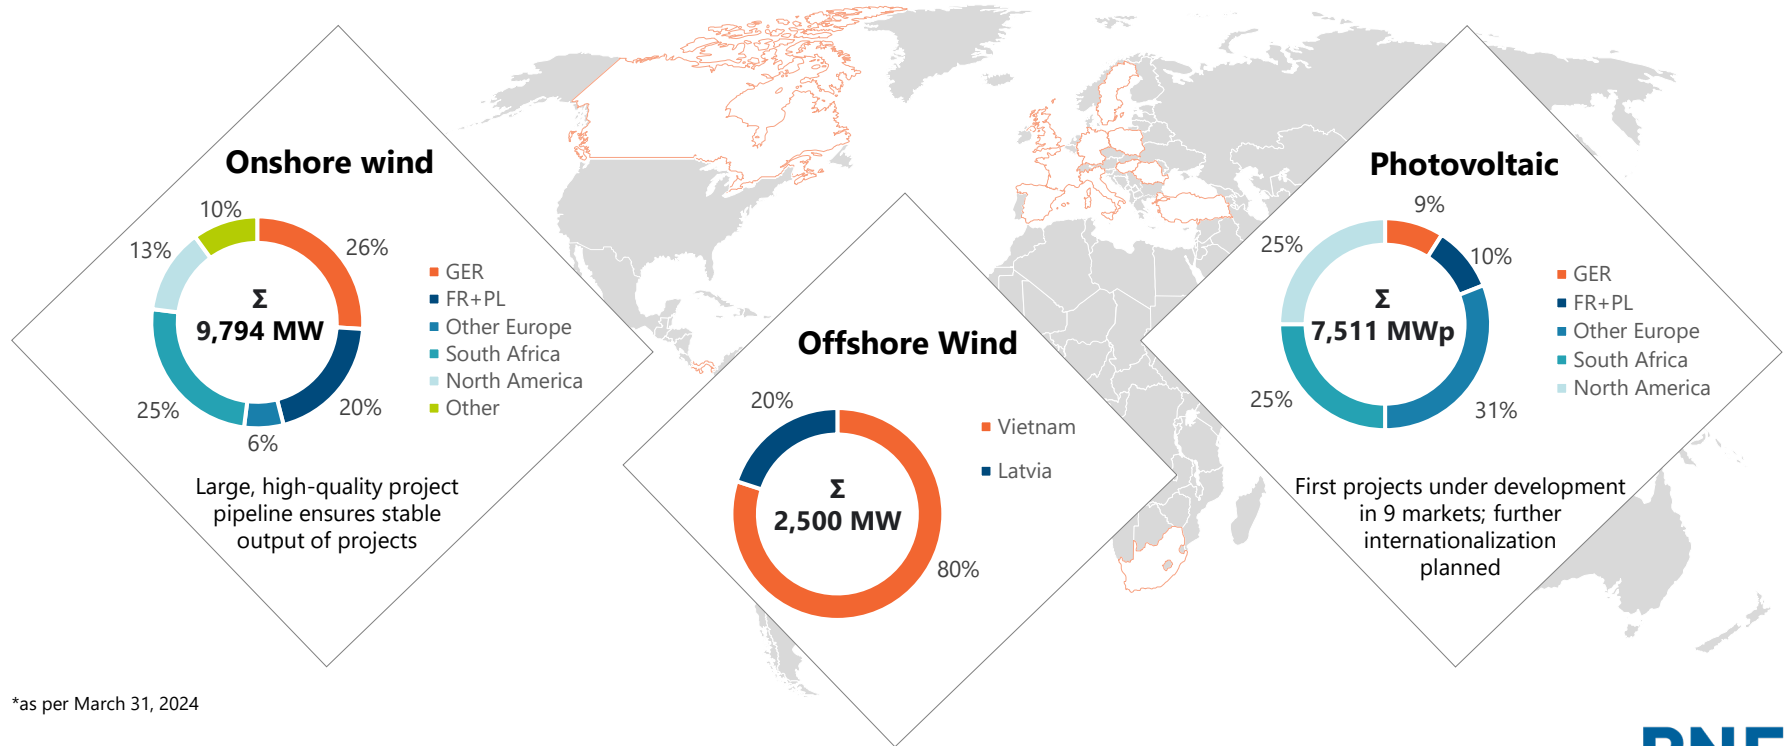 Onshore wind
10%
26%
13%
25%
6%
20%
Σ
9,794 MW
GER
FR+PL
Other Europe
South Africa
North America
Other
Large, high-quality project
pipeline ensures stable
output of projects
Offshore Wind
20%
80%
Σ
2,500 MW
Vietnam
Latvia
Photovoltaic
9%
25%
10%
25%
31%
Σ
7,511 MWp
GER
FR+PL
Other Europe
South Africa
North America
First projects under development
in 9 markets; further
internationalization
planned
*as per March 31, 2024